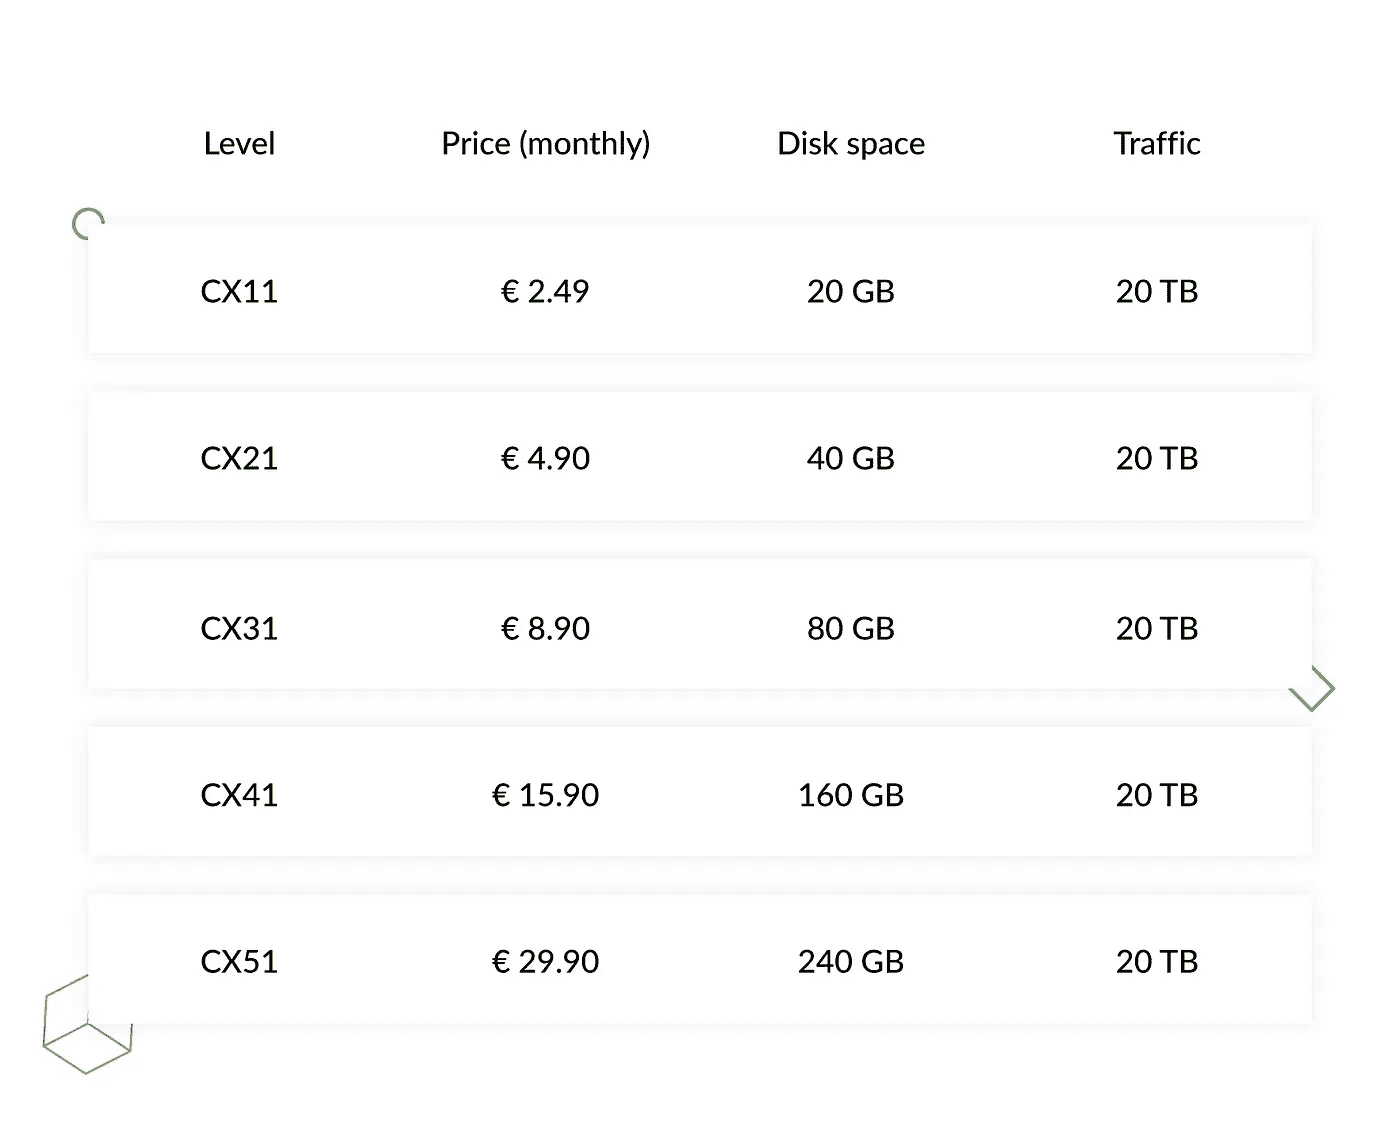 Level Price (monthly) Disk space Traffic
CX11 € 2.49 20 GB 20 TB
CX21 € 4.90 40 GB 20 TB
CX31 € 8.90 80 GB 20 TB
CX41 € 15.90 160 GB 20 TB
CX51 € 29.90 240 GB 20 TB